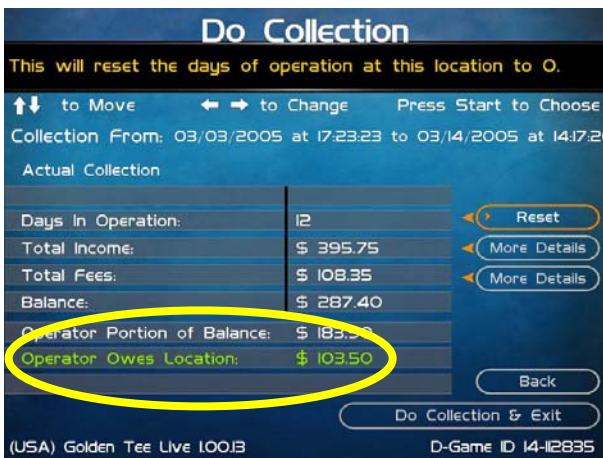 Do Collection
This will reset the days of operation at this location to 0.
to Move to Change Press Start to Choose
Collection From: 03/03/2005 at 17:23:23 to 03/14/2005 at 14:17:2
Actual Collection
Days In Operation: 12 Reset
Total Income: $ 395.75 More Details
Total Fees: $ 108.35 More Details
Balance: $ 287.40
Operator Portion of Balance: $ 183.90
Operator Owes Location: $ 103.50
Back
Do Collection & Exit
(USA) Golden Tee Live 1.00.13 D-Game ID 14-112835